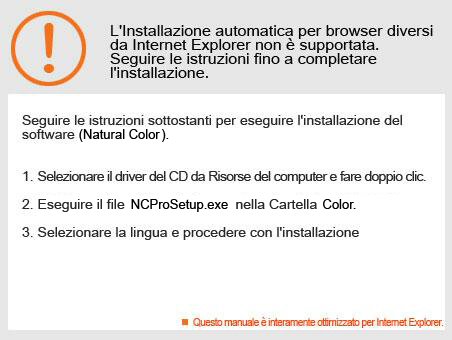 L'Installazione automatica per browser diversi
da Internet Explorer non è supportata.
Seguire le istruzioni fino a completare
l'installazione.
Seguire le istruzioni sottostanti per eseguire l'installazione del
software (Natural Color).
1. Selezionare il driver del CD da Risorse del computer e fare doppio clic.
2. Eseguire il file NCProSetup.exe nella Cartella Color.
3. Selezionare la lingua e procedere con l'installazione
Questo manuale è interamente ottimizzato per Internet Explorer.